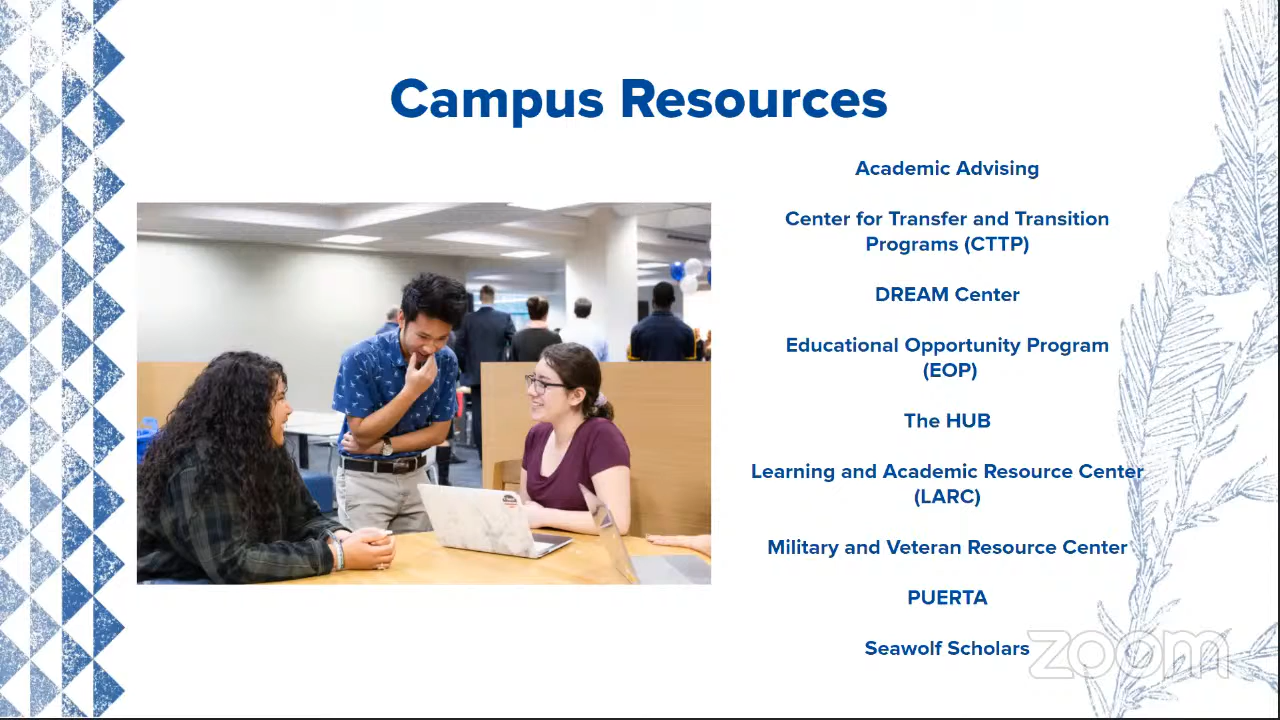 Campus Resources
Academic Advising
Center for Transfer and Transition
Programs (CTTP)
DREAM Center
Educational Opportunity Program
(EOP)
The HUB
Learning and Academic Resource Center
(LARC)
Military and Veteran Resource Center
PUERTA
Seawolf Scholars
zoom